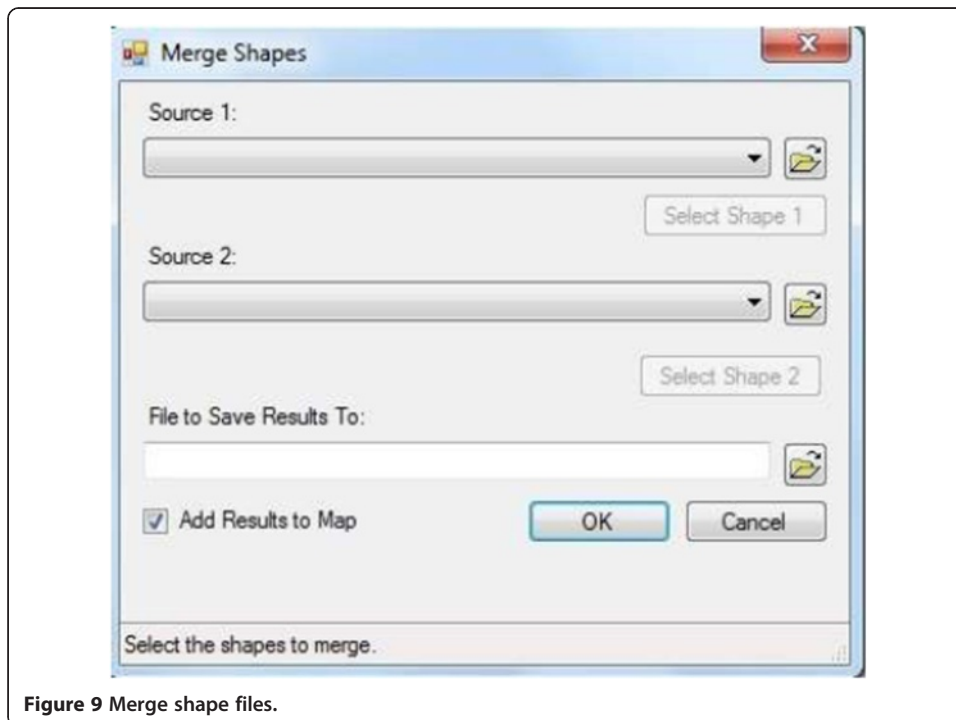 Merge Shapes
Source 1:
Select Shape 1
Source 2:
Select Shape 2
File to Save Results To:
Add Results to Map
OK
Cancel
Select the shapes to merge.
Figure 9 Merge shape files.